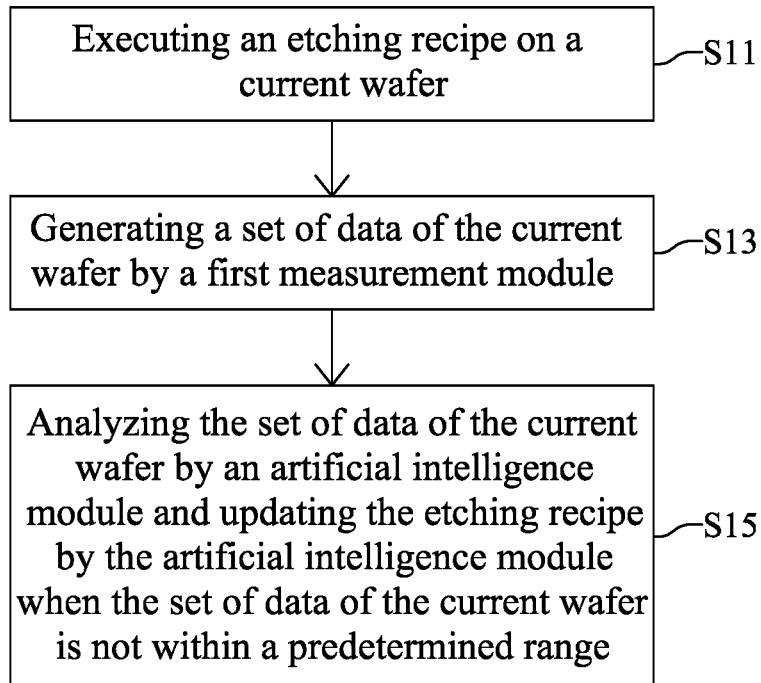 Executing an etching recipe on a
current wafer
S11
Generating a set of data of the current
wafer by a first measurement module
S13
Analyzing the set of data of the current
wafer by an artificial intelligence
module and updating the etching recipe
by the artificial intelligence module
when the set of data of the current wafer
is not within a predetermined range
S15